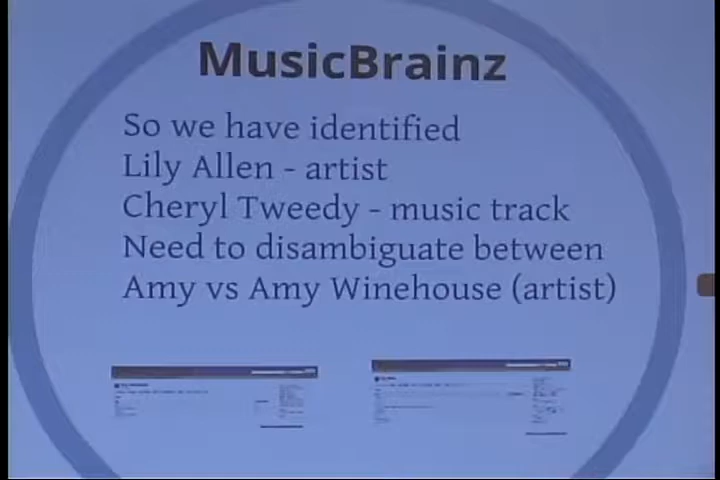 MusicBrainz
So we have identified
Lily Allen - artist
Cheryl Tweedy - music track
Need to disambiguate between
Amy vs Amy Winehouse (artist)